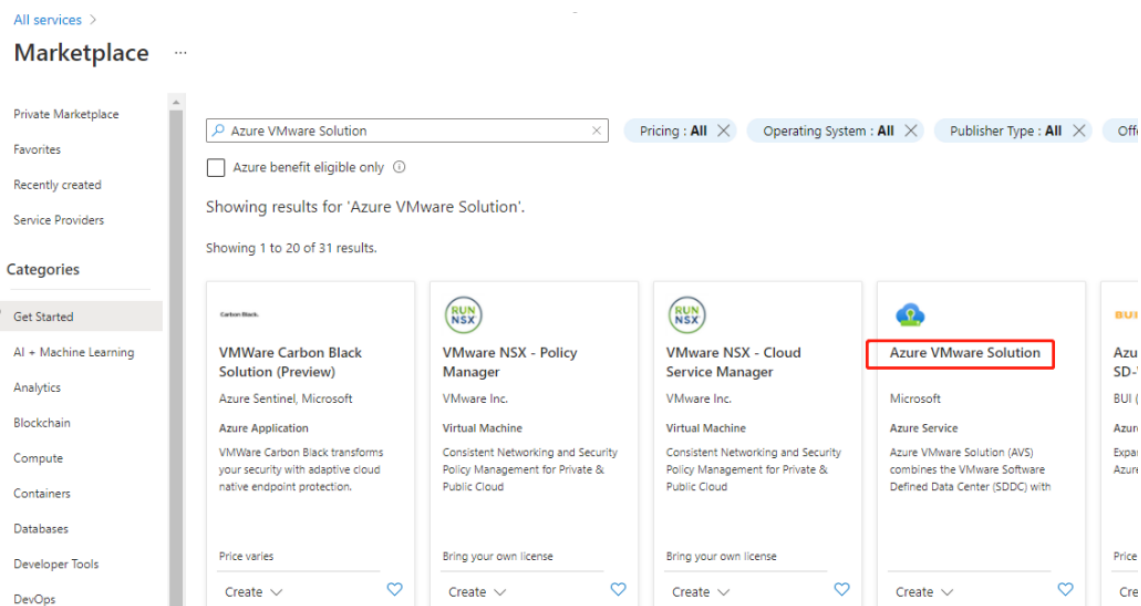 All services >
Marketplace ...
Private Marketplace
Favorites
Recently created
Service Providers
Categories
Get Started
AI + Machine Learning
Analytics
Blockchain
Compute
Containers
Databases
Developer Tools
DevOps
Azure VMware Solution
Pricing : All
Operating System : All
Publisher Type : All
Azure benefit eligible only
Showing results for 'Azure VMware Solution'.
Showing 1 to 20 of 31 results.
Carbon Black.
VMWare Carbon Black
Solution (Preview)
Azure Sentinel, Microsoft
Azure Application
VMWare Carbon Black transforms
your security with adaptive cloud
native endpoint protection.
Price varies
Create
RUN
NSX
VMware NSX - Policy
Manager
VMware Inc.
Virtual Machine
Consistent Networking and Security
Policy Management for Private &
Public Cloud
Bring your own license
Create
RUN
NSX
VMware NSX - Cloud
Service Manager
VMware Inc.
Virtual Machine
Consistent Networking and Security
Policy Management for Private &
Public Cloud
Bring your own license
Create
Azure VMware Solution
Microsoft
Azure Service
Azure VMware Solution (AVS)
combines the VMware Software
Defined Data Center (SDDC) with
Create
BUI
SD-
BUI (
Price